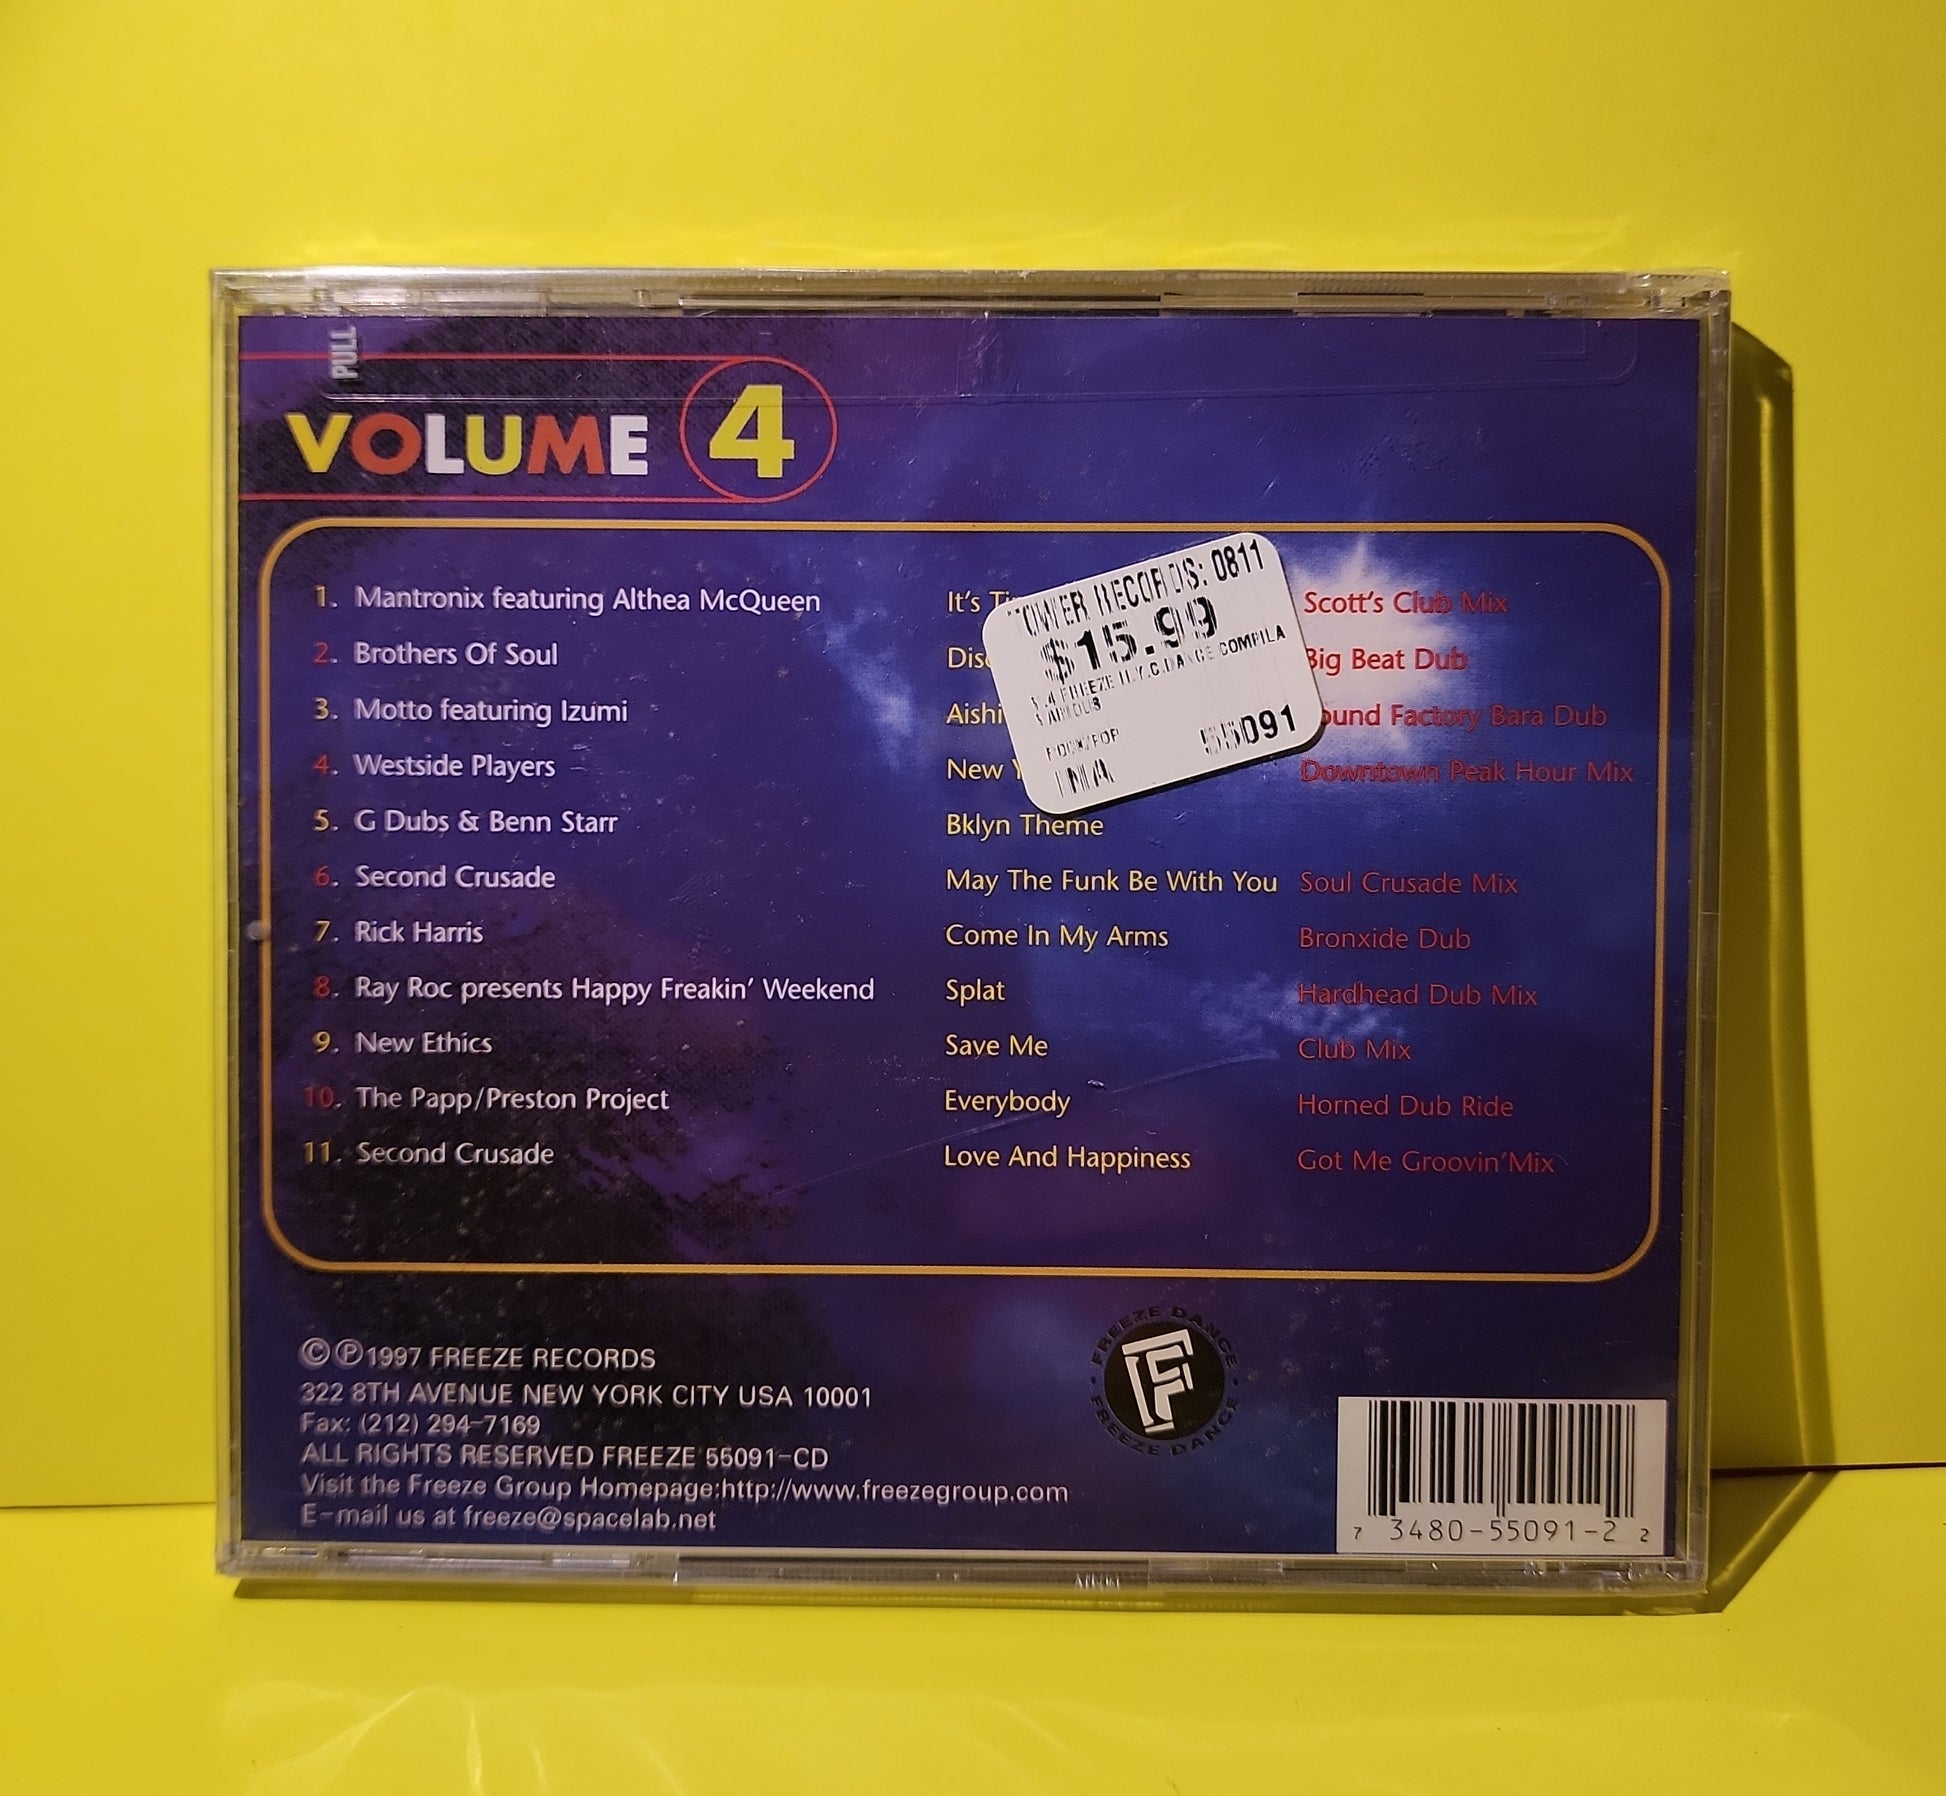 PULL
VOLUME 4
1. Mantronix featuring Althea McQueen It's Scott's Club Mix
2. Brothers Of Soul Big Beat Dub
3. Motto featuring Izumi Factory Bara Dub
4. Westside Players New Downtown Peak Hour Mix
5. G Dubs & Benn Starr Bklyn Theme
6. Second Crusade May The Funk Be With You Soul Crusade Mix
7. Rick Harris Come In My Arms Bronxide Dub
8. Ray Roc presents Happy Freakin' Weekend Splat Hardhead Dub Mix
9. New Ethics Save Me Club Mix
10. The Papp/Preston Project Everybody Horned Dub Ride
11. Second Crusade Love And Happiness Got Me Groovin'Mix
TOWER RECORDS: 0811
$15.99
FREEZE N.Y.C.DANCE COMPILA
ROCK/POP 55091
©℗1997 FREEZE RECORDS
322 8TH AVENUE NEW YORK CITY USA 10001
Fax: (212) 294-7169
ALL RIGHTS RESERVED FREEZE 55091-CD
Visit the Freeze Group Homepage:http://www.freezegroup.com
E-mail us at freeze@spacelab.net
FREEZE DANCE
FREEZE DANCE
7 3480-55091-2 2